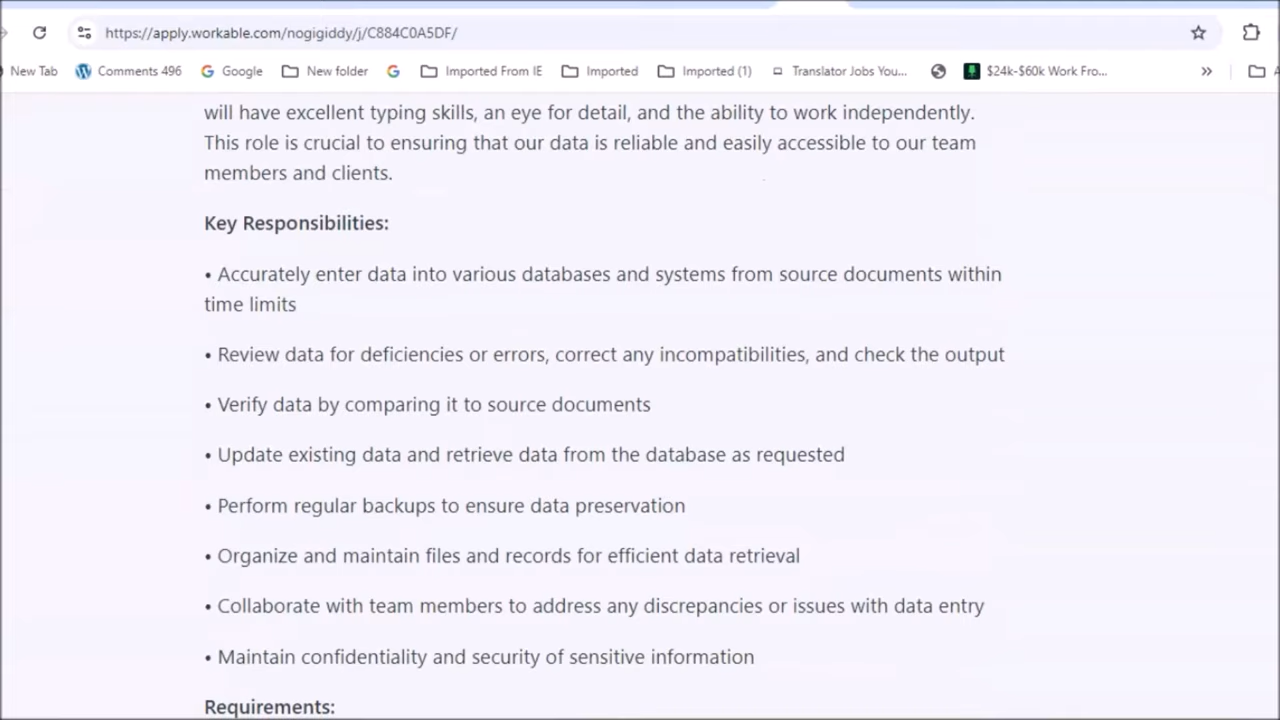 https://apply.workable.com/nogigiddy/j/C884C0A5DF/
New Tab Comments 496 Google New folder Imported From IE Imported Imported (1) Translator Jobs You... $24k-$60k Work Fro... »
will have excellent typing skills, an eye for detail, and the ability to work independently.
This role is crucial to ensuring that our data is reliable and easily accessible to our team
members and clients.
Key Responsibilities:
• Accurately enter data into various databases and systems from source documents within
time limits
• Review data for deficiencies or errors, correct any incompatibilities, and check the output
• Verify data by comparing it to source documents
• Update existing data and retrieve data from the database as requested
• Perform regular backups to ensure data preservation
• Organize and maintain files and records for efficient data retrieval
• Collaborate with team members to address any discrepancies or issues with data entry
• Maintain confidentiality and security of sensitive information
Requirements: